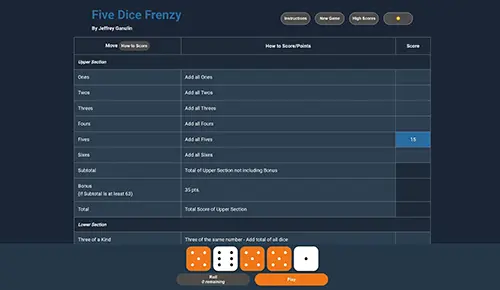 Five Dice Frenzy
By Jeffrey Ganulin
Instructions
New Game
High Scores
Move How to Score
How to Score/Points
Score
Upper Section
Ones
Add all Ones
Twos
Add all Twos
Threes
Add all Threes
Fours
Add all Fours
Fives
Add all Fives
15
Sixes
Add all Sixes
Subtotal
Total of Upper Section not including Bonus
Bonus
(if Subtotal is at least 63)
35 pts.
Total
Total Score of Upper Section
Lower Section
Three of a Kind
Three of the same number - Add total of all dice
Roll
0 remaining
Play